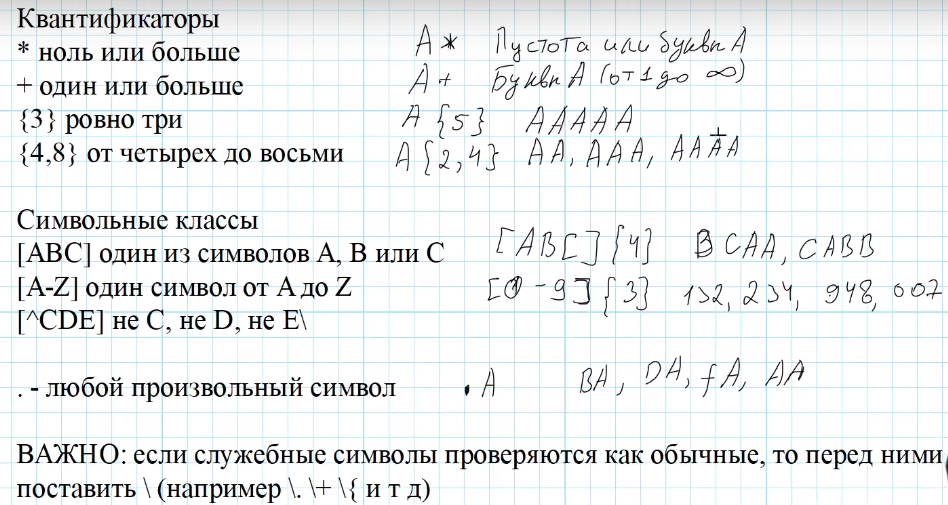 Квантификаторы
* ноль или больше A* Пустота или буквы A
+ один или больше A+ Буквы A (от 1 до ∞)
{3} ровно три A{5} AAAAA
{4,8} от четырех до восьми A{2,4} AA, AAA, AAAA
Символьные классы
[ABC] один из символов A, B или C [ABC]{4} BCAA, CABB
[A-Z] один символ от A до Z [0-9]{3} 132, 234, 948, 007
[^CDE] не C, не D, не E\
. - любой произвольный символ .A BA, DA, fA, AA
ВАЖНО: если служебные символы проверяются как обычные, то перед ними
поставить \ (например \. \+ \{ и т д)